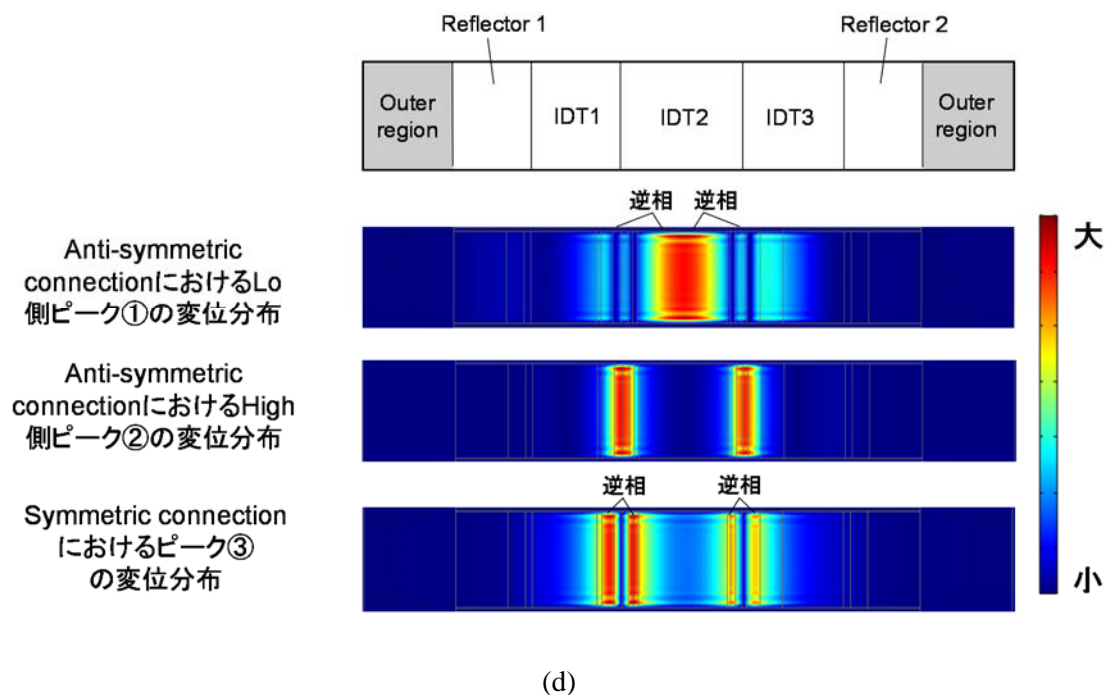 Reflector 1
Reflector 2
Outer
region
IDT1
IDT2
IDT3
Outer
region
逆相
逆相
Anti-symmetric
connectionにおけるLo
側ピーク①の変位分布
大
Anti-symmetric
connectionにおけるHigh
側ピーク②の変位分布
逆相
逆相
Symmetric connection
におけるピーク③
の変位分布
小
(d)